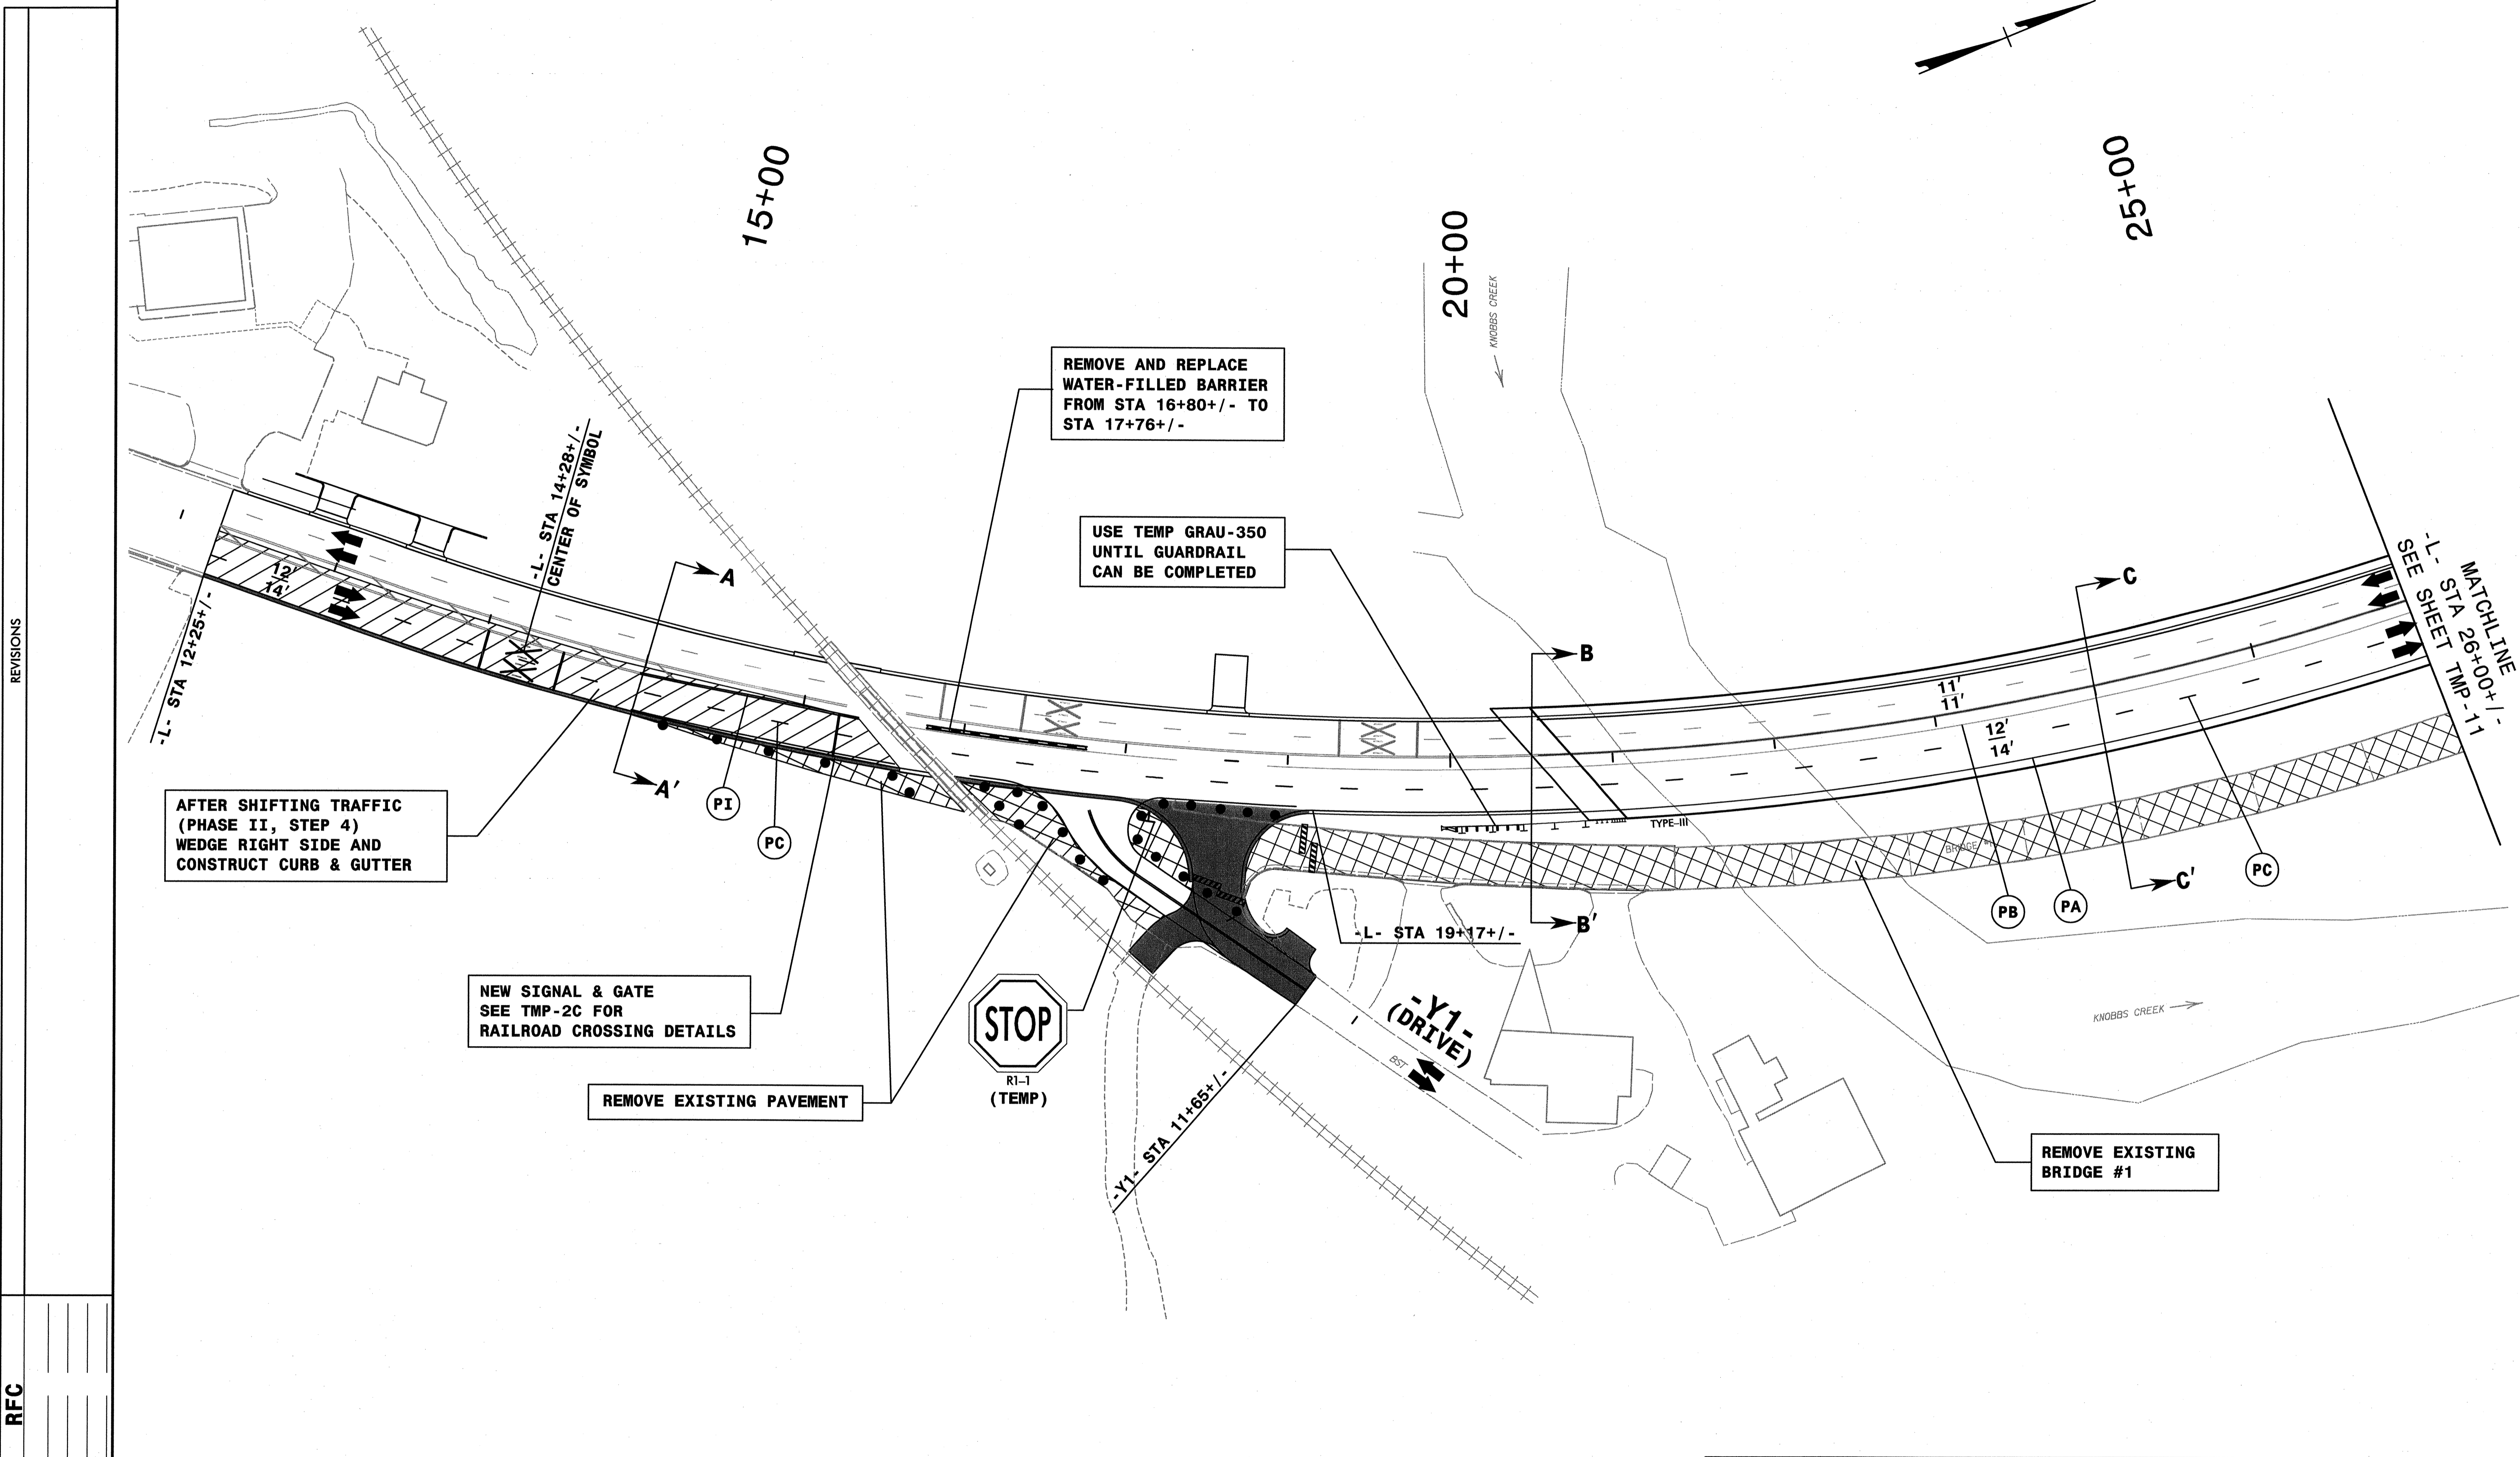 REVISIONS
RFC
15+00
20+00
25+00
KNOBBS CREEK
REMOVE AND REPLACE
WATER-FILLED BARRIER
FROM STA 16+80+/- TO
STA 17+76+/-
-L- STA 14+28+/-
CENTER OF SYMBOL
USE TEMP GRAU-350
UNTIL GUARDRAIL
CAN BE COMPLETED
MATCHLINE
-L- STA 26+00+/-
SEE SHEET TMP-11
12'
14'
A
B
C
11'
11'
12'
14'
-L- STA 12+25+/-
A'
PI
PC
TYPE-III
BRIDGE #1
AFTER SHIFTING TRAFFIC
(PHASE II, STEP 4)
WEDGE RIGHT SIDE AND
CONSTRUCT CURB & GUTTER
PC
C'
PB
PA
B'
-L- STA 19+17+/-
NEW SIGNAL & GATE
SEE TMP-2C FOR
RAILROAD CROSSING DETAILS
STOP
R1-1
(TEMP)
-Y1-
(DRIVE)
BST
KNOBBS CREEK
REMOVE EXISTING PAVEMENT
-Y1- STA 11+65+/-
REMOVE EXISTING
BRIDGE #1